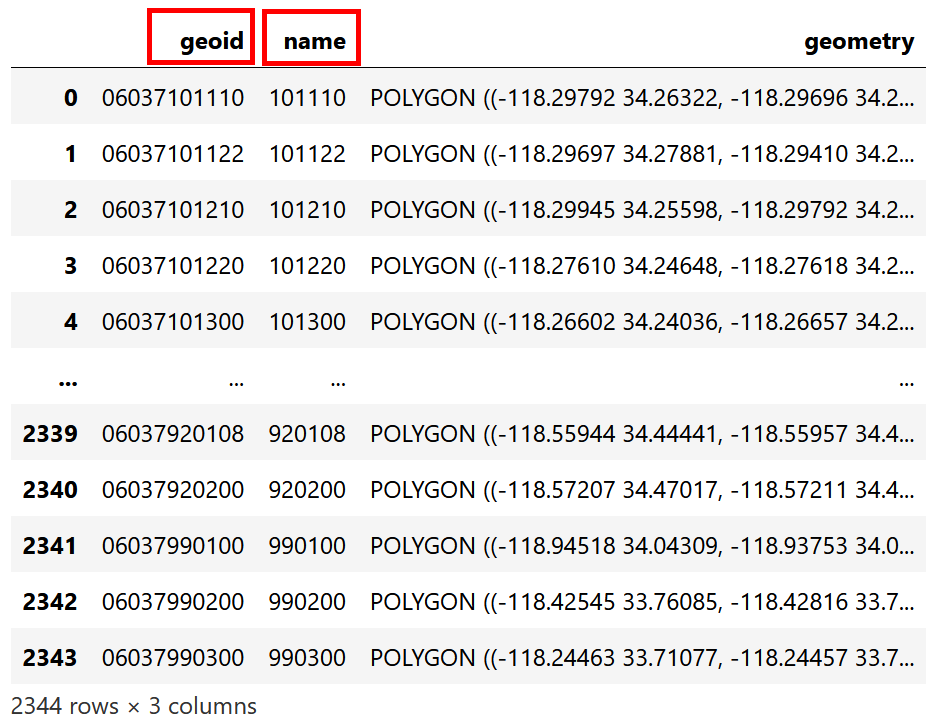 geoid name geometry
0 06037101110 101110 POLYGON ((-118.29792 34.26322, -118.29696 34.2...
1 06037101122 101122 POLYGON ((-118.29697 34.27881, -118.29410 34.2...
2 06037101210 101210 POLYGON ((-118.29945 34.25598, -118.29792 34.2...
3 06037101220 101220 POLYGON ((-118.27610 34.24648, -118.27618 34.2...
4 06037101300 101300 POLYGON ((-118.26602 34.24036, -118.26657 34.2...
... ... ... ...
2339 06037920108 920108 POLYGON ((-118.55944 34.44441, -118.55957 34.4...
2340 06037920200 920200 POLYGON ((-118.57207 34.47017, -118.57211 34.4...
2341 06037990100 990100 POLYGON ((-118.94518 34.04309, -118.93753 34.0...
2342 06037990200 990200 POLYGON ((-118.42545 33.76085, -118.42816 33.7...
2343 06037990300 990300 POLYGON ((-118.24463 33.71077, -118.24457 33.7...
2344 rows × 3 columns